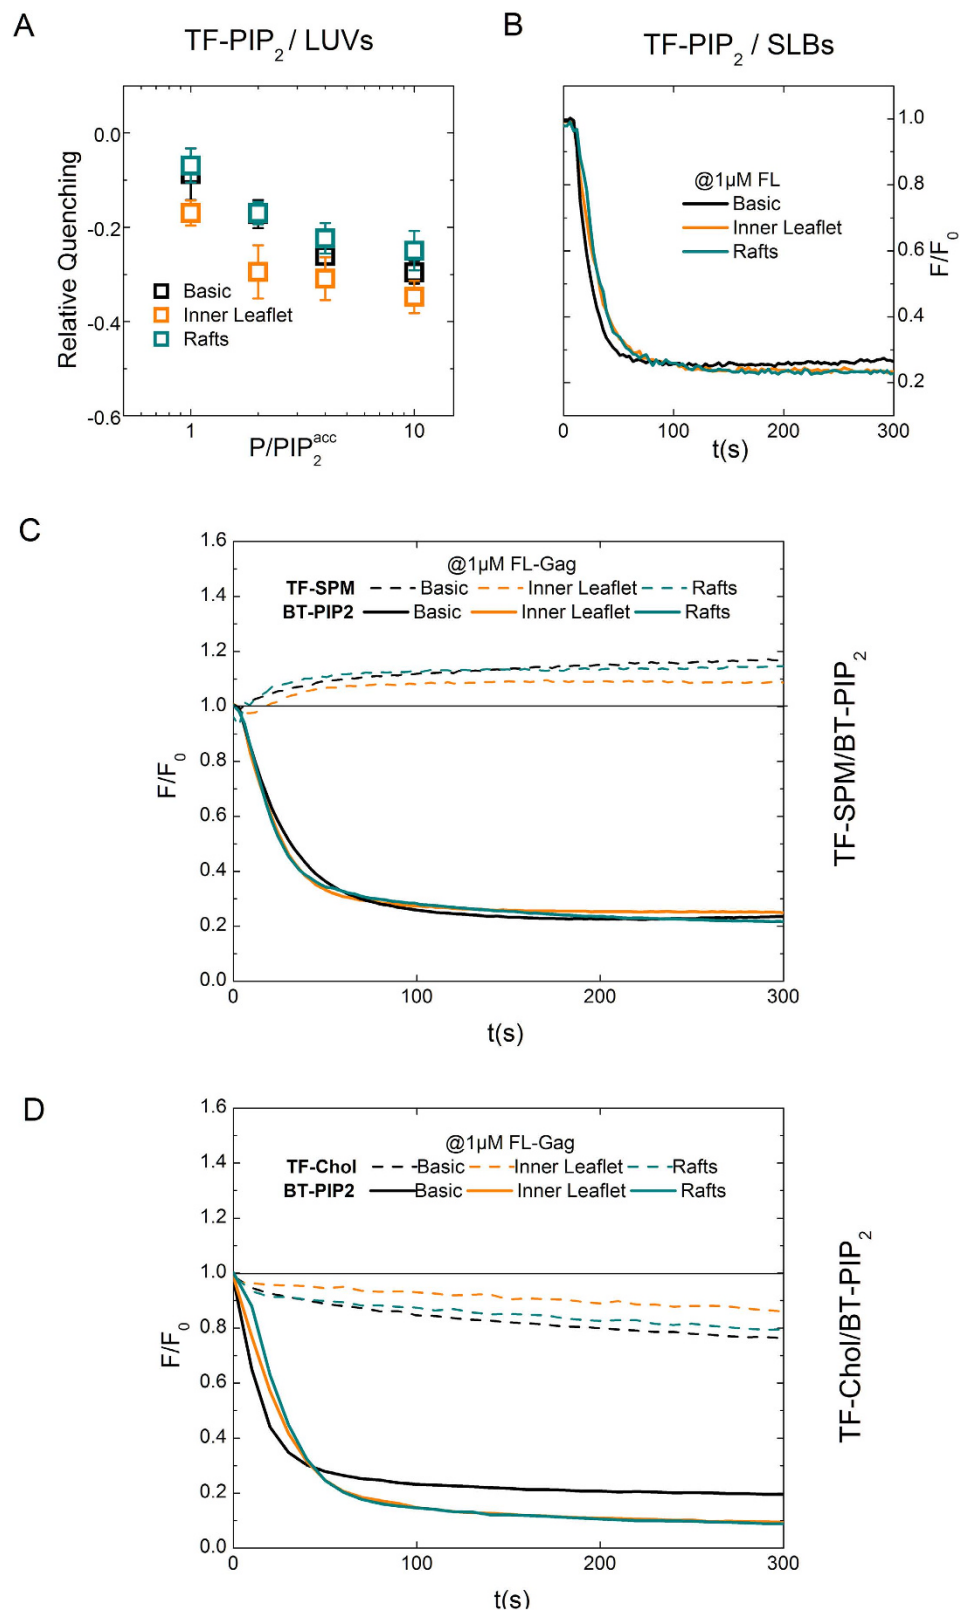 A
TF-PIP2 / LUVs
0.0
-0.2
-0.4
-0.6
Relative Quenching
Basic
Inner Leaflet
Rafts
1
10
P/PIP2acc
B
TF-PIP2 / SLBs
@1µM FL
Basic
Inner Leaflet
Rafts
1.0
0.8
0.6
0.4
0.2
F/F0
0
100
200
300
t(s)
C
1.6
1.4
1.2
1.0
0.8
0.6
0.4
0.2
0.0
F/F0
@1µM FL-Gag
TF-SPM Basic Inner Leaflet Rafts
BT-PIP2 Basic Inner Leaflet Rafts
0
100
200
300
t(s)
TF-SPM/BT-PIP2
D
1.6
1.4
1.2
1.0
0.8
0.6
0.4
0.2
0.0
F/F0
@1µM FL-Gag
TF-Chol Basic Inner Leaflet Rafts
BT-PIP2 Basic Inner Leaflet Rafts
0
100
200
300
t(s)
TF-Chol/BT-PIP2